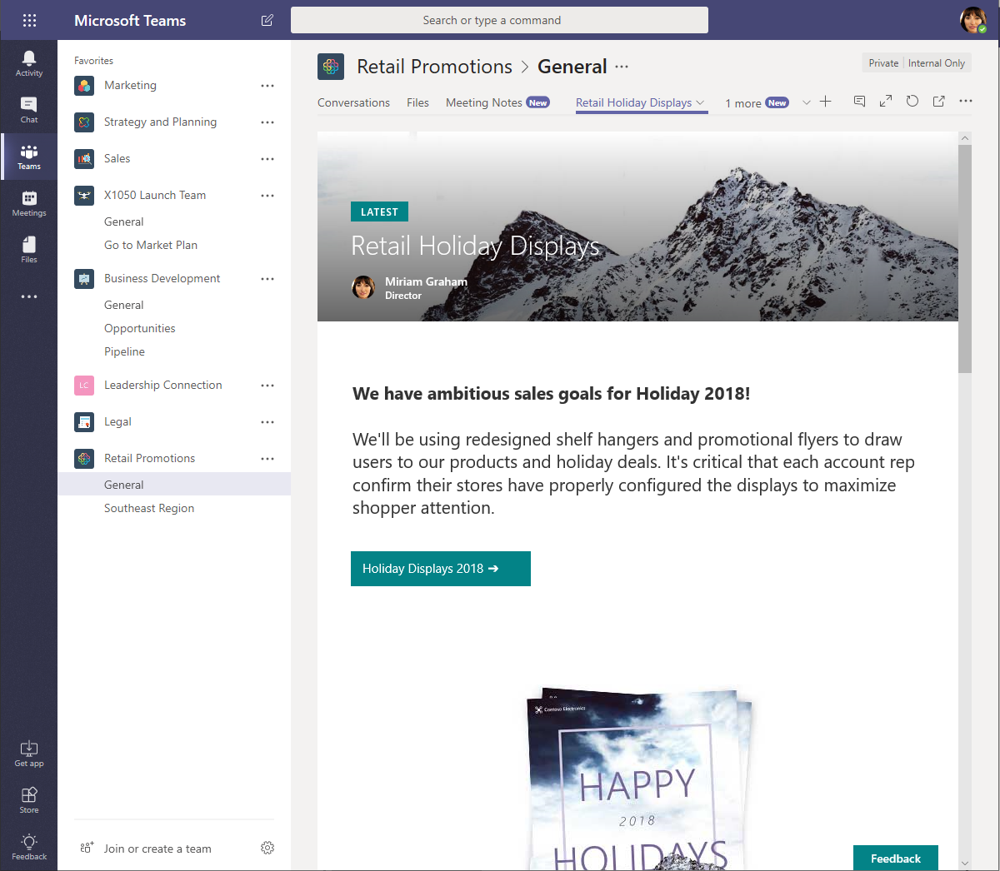 Microsoft Teams
Search or type a command
Activity
Chat
Teams
Meetings
Files
Get app
Store
Feedback
Favorites
Marketing
Strategy and Planning
Sales
X1050 Launch Team
General
Go to Market Plan
Business Development
General
Opportunities
Pipeline
LC Leadership Connection
Legal
Retail Promotions
General
Southeast Region
Join or create a team
Retail Promotions > General
Private Internal Only
Conversations Files Meeting Notes New Retail Holiday Displays 1 more New
LATEST
Retail Holiday Displays
Miriam Graham
Director
We have ambitious sales goals for Holiday 2018!
We'll be using redesigned shelf hangers and promotional flyers to draw
users to our products and holiday deals. It's critical that each account rep
confirm their stores have properly configured the displays to maximize
shopper attention.
Holiday Displays 2018 ➔
Contoso Electronics
HAPPY
2018
HOLIDAYS
Feedback